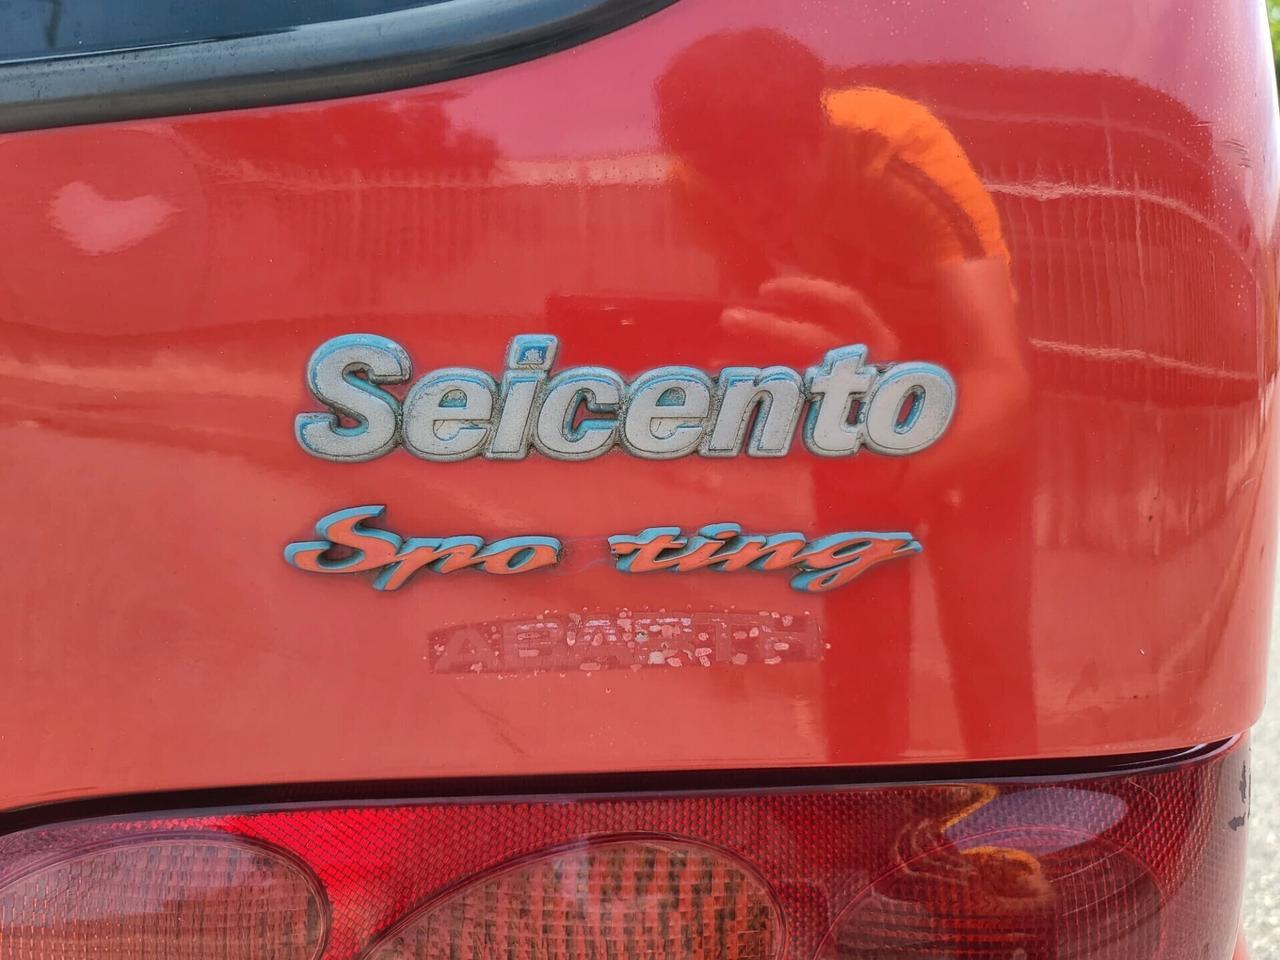 Seicento
Spo ting
ABARTH